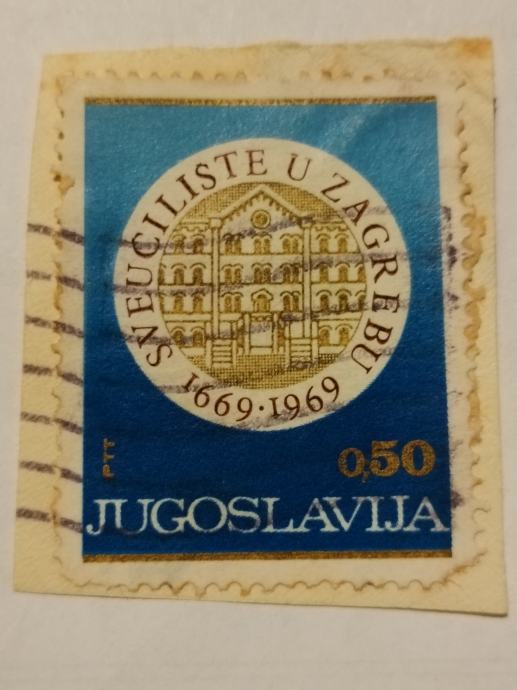 SVEUCILISTE U ZAGREBU
1669·1969
PTT
0,50
JUGOSLAVIJA